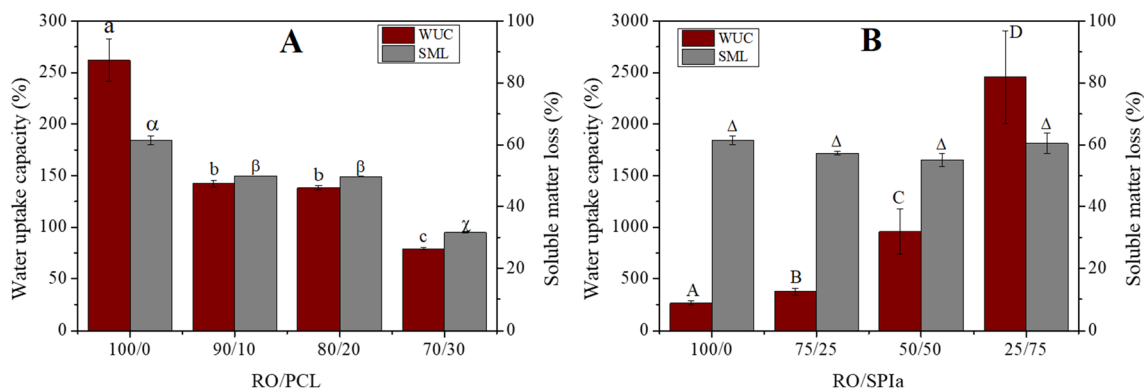 A
WUC
SML
Water uptake capacity (%)
300
250
200
150
100
50
0
100
80
60
40
20
0
Soluble matter loss (%)
a
α
b
β
b
β
c
χ
100/0
90/10
80/20
70/30
RO/PCL
B
WUC
SML
Water uptake capacity (%)
3000
2500
2000
1500
1000
500
0
100
80
60
40
20
0
Soluble matter loss (%)
A
Δ
B
Δ
C
Δ
D
Δ
100/0
75/25
50/50
25/75
RO/SPIa